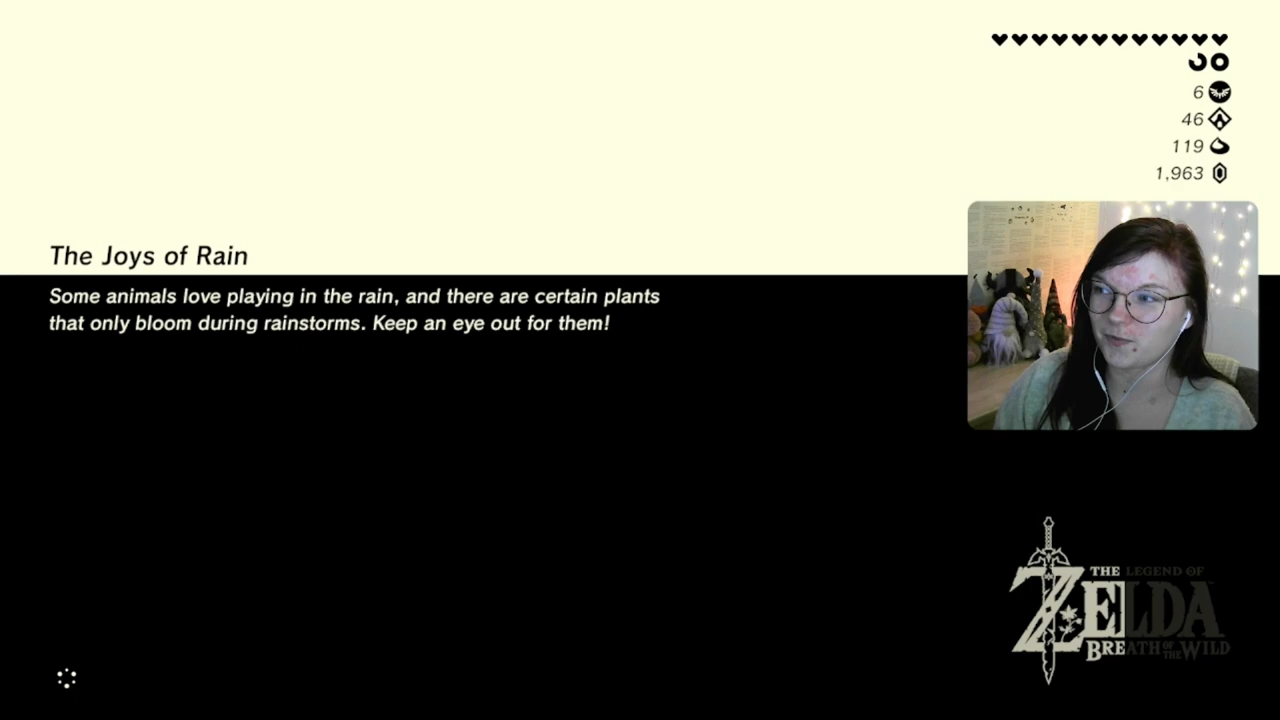 6
46
119
1,963
The Joys of Rain
Some animals love playing in the rain, and there are certain plants
that only bloom during rainstorms. Keep an eye out for them!
THE LEGEND OF
ZELDA
BREATH OF THE WILD